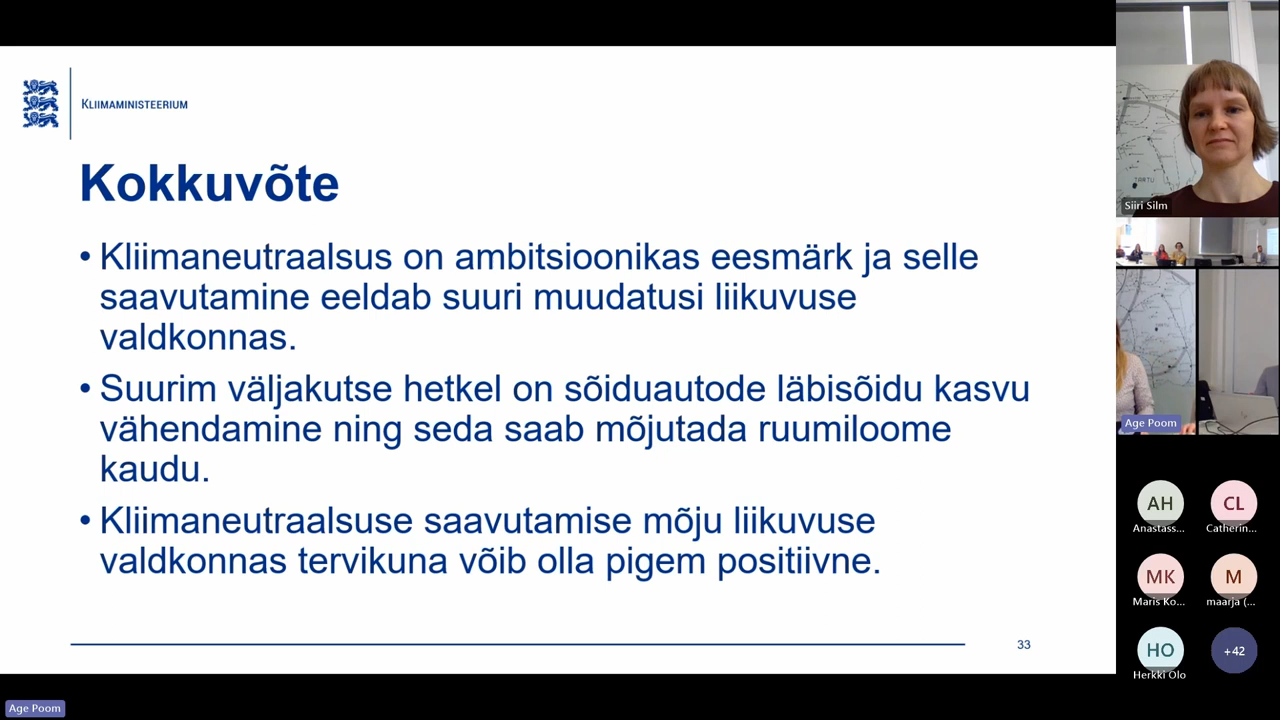 KLIIMAMINISTEERIUM
Kokkuvõte
• Kliimaneutraalsus on ambitsioonikas eesmärk ja selle
saavutamine eeldab suuri muudatusi liikuvuse
valdkonnas.
• Suurim väljakutse hetkel on sõiduautode läbisõidu kasvu
vähendamine ning seda saab mõjutada ruumiloome
kaudu.
• Kliimaneutraalsuse saavutamise mõju liikuvuse
valdkonnas tervikuna võib olla pigem positiivne.
33
Age Poom
TARTU
Siiri Silm
Age Poom
AH
Anastass...
CL
Catherin...
MK
Maris Ko...
M
maarja (...
HO
Herkki Olo
+42